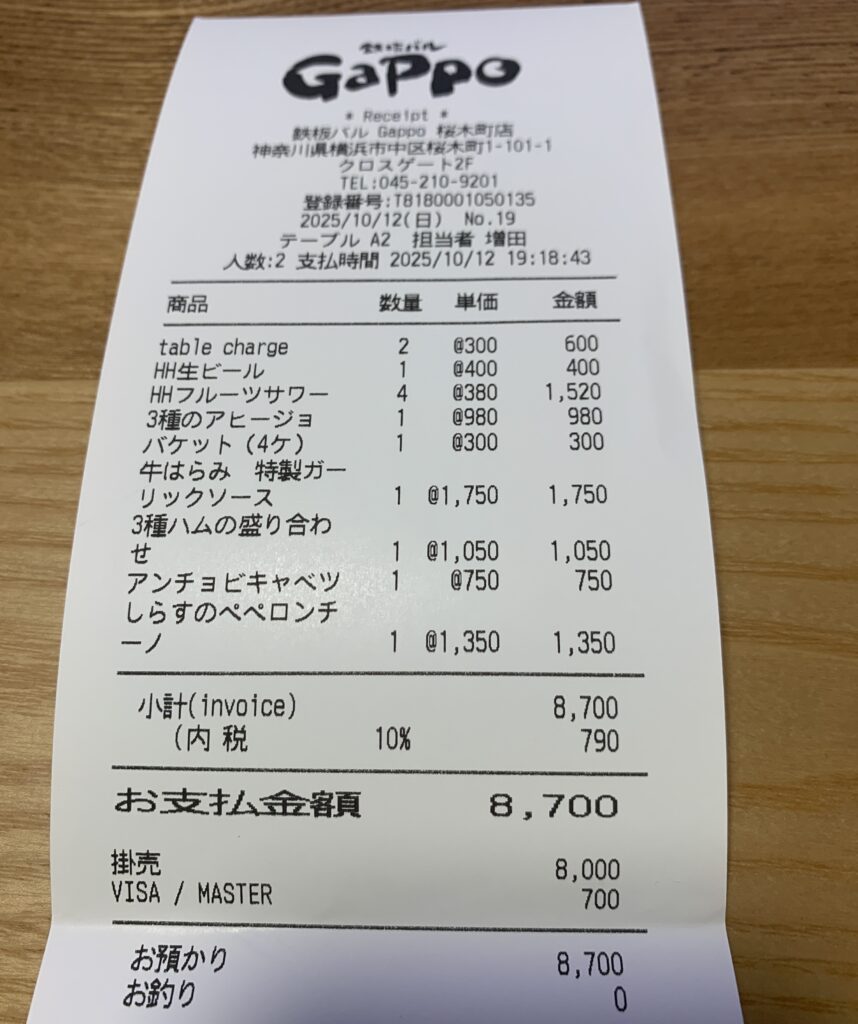 鉄板バル
GaPPo
* Receipt *
鉄板バル Gappo 桜木町店
神奈川県横浜市中区桜木町1-101-1
クロスゲート2F
TEL:045-210-9201
登録番号:T8180001050135
2025/10/12(日) No.19
テーブル A2 担当者 増田
人数:2 支払時間 2025/10/12 19:18:43
商品 数量 単価 金額
table charge 2 @300 600
HH生ビール 1 @400 400
HHフルーツサワー 4 @380 1,520
3種のアヒージョ 1 @980 980
バケット(4ケ) 1 @300 300
牛はらみ 特製ガー
リックソース 1 @1,750 1,750
3種ハムの盛り合わ
せ 1 @1,050 1,050
アンチョビキャベツ 1 @750 750
しらすのペペロンチ
ーノ 1 @1,350 1,350
小計(invoice) 8,700
(内 税 10% 790
お支払金額 8,700
掛売 8,000
VISA / MASTER 700
お預かり 8,700
お釣り 0